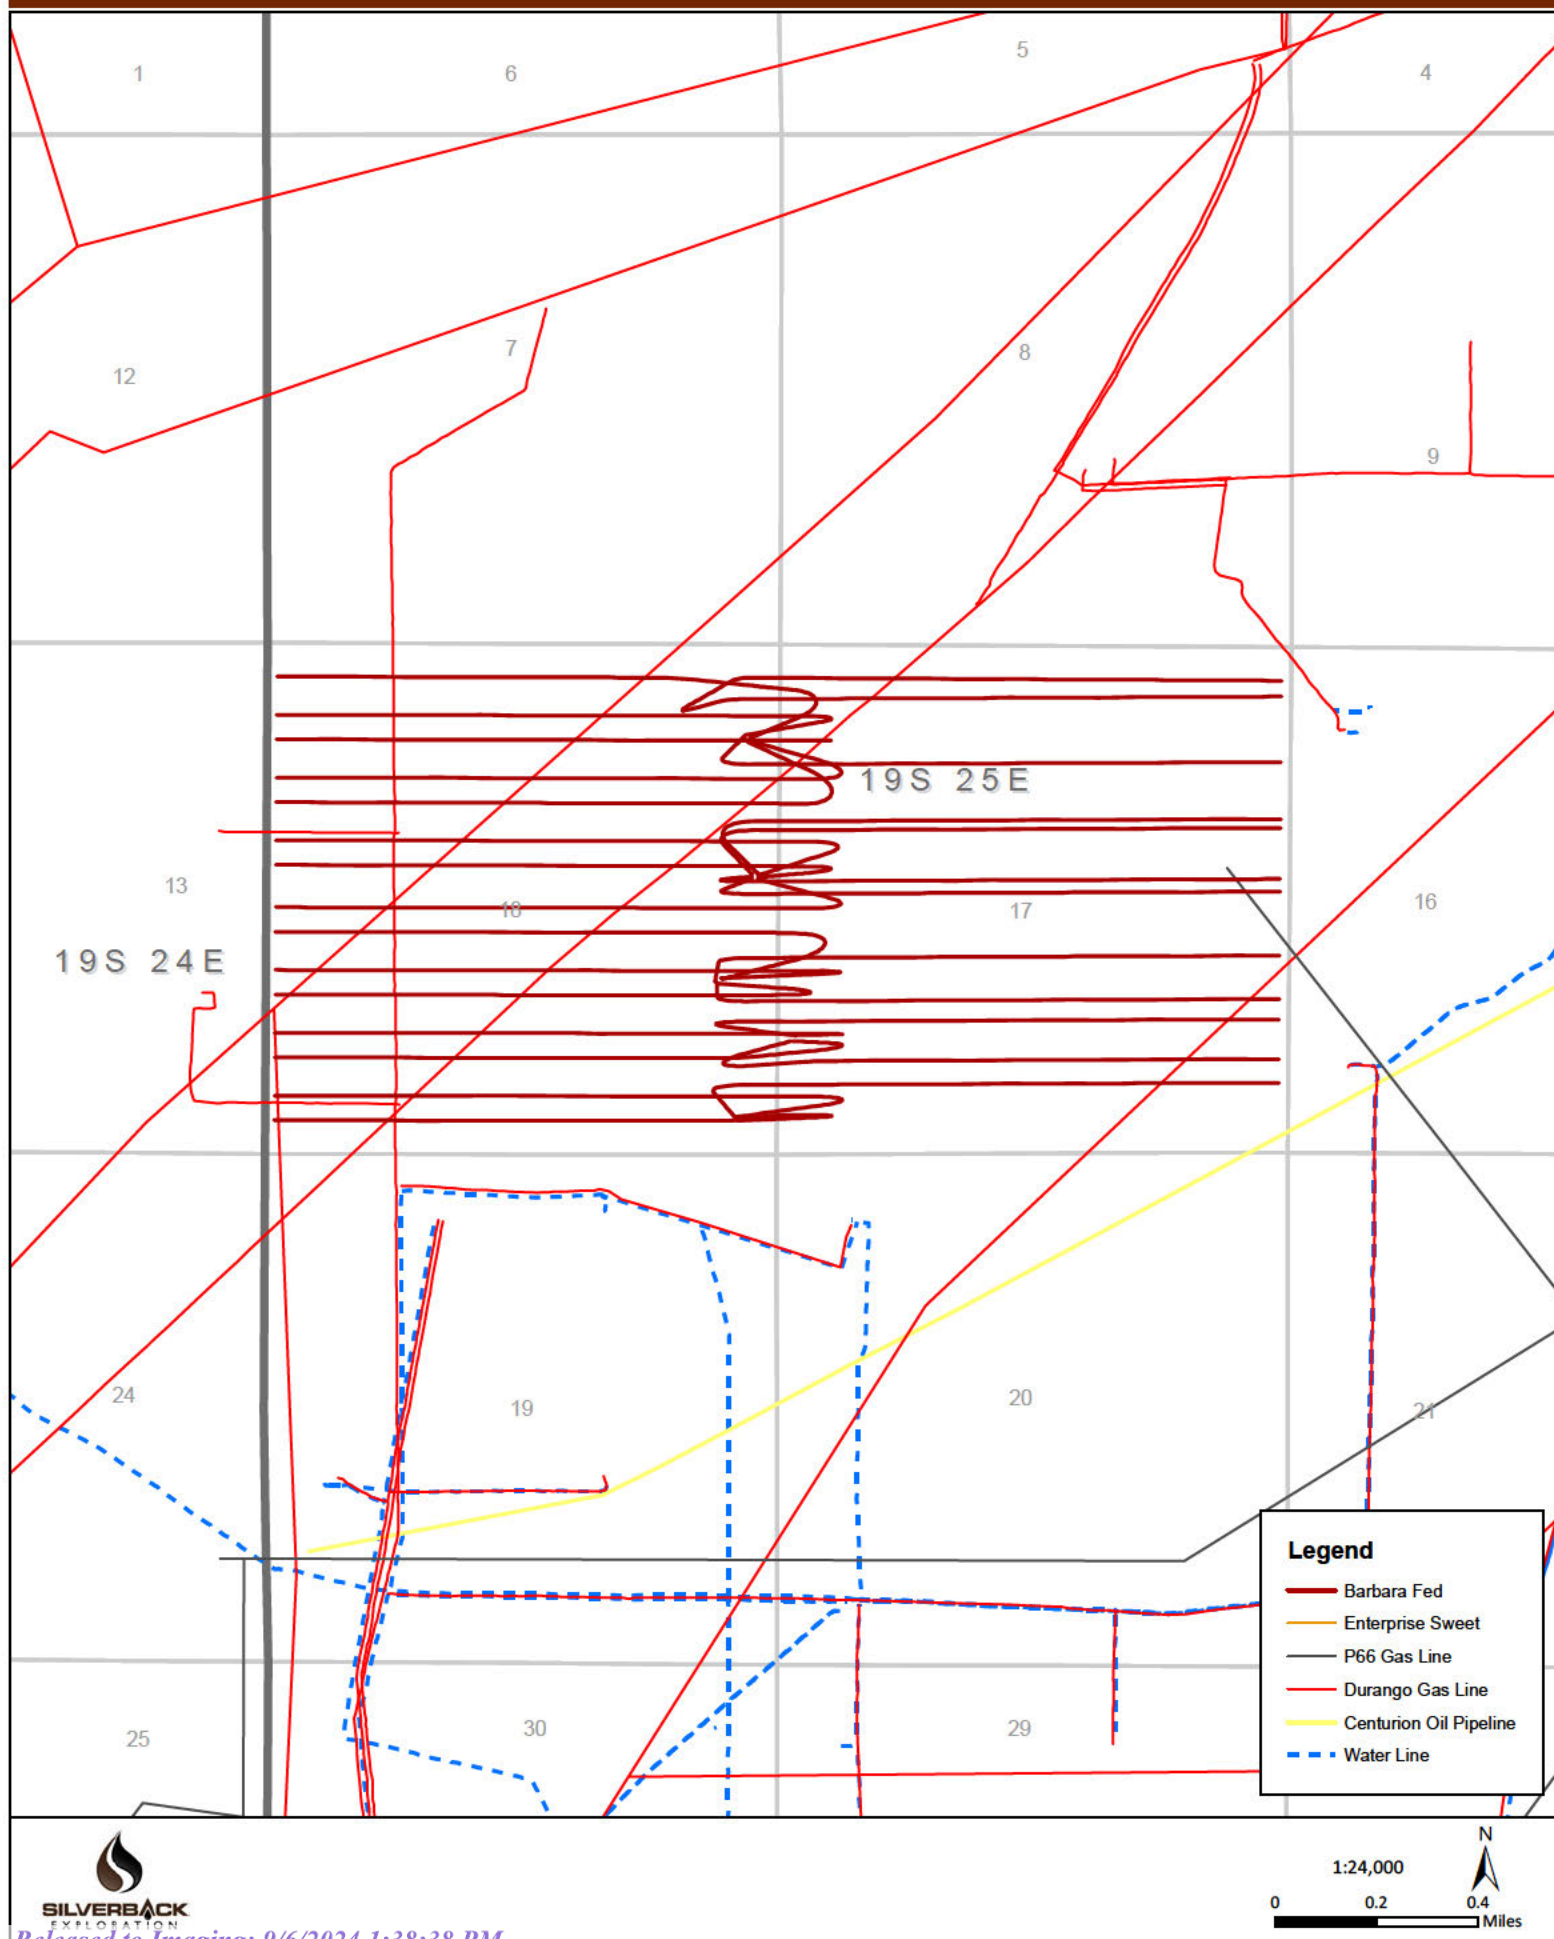 5
1
6
4
7
8
12
9
19S 25E
13
18
17
16
19S 24E
24
19
20
21
Legend
Barbara Fed
Enterprise Sweet
P66 Gas Line
Durango Gas Line
Centurion Oil Pipeline
Water Line
25
30
29
N
1:24,000
0 0.2 0.4
Miles
SILVERBACK
EXPLORATION
Released to Imaging: 9/6/2024 1:38:38 PM